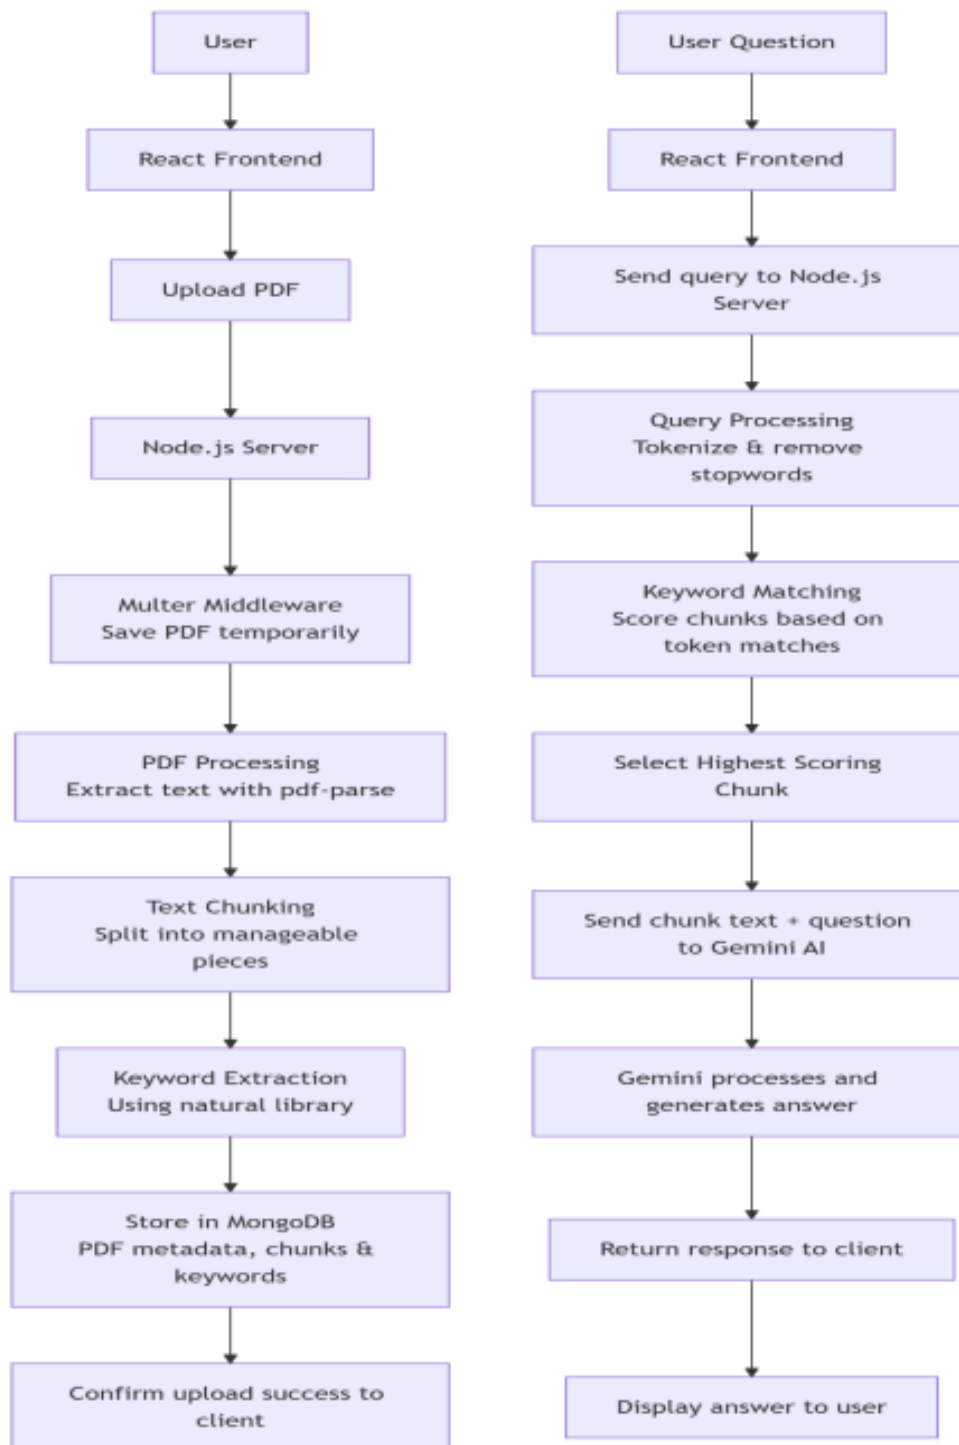 User
React Frontend
Upload PDF
Node.js Server
Multer Middleware
Save PDF temporarily
PDF Processing
Extract text with pdf-parse
Text Chunking
Split into manageable
pieces
Keyword Extraction
Using natural library
Store in MongoDB
PDF metadata, chunks &
keywords
Confirm upload success to
client
User Question
React Frontend
Send query to Node.js
Server
Query Processing
Tokenize & remove
stopwords
Keyword Matching
Score chunks based on
token matches
Select Highest Scoring
Chunk
Send chunk text + question
to Gemini AI
Gemini processes and
generates answer
Return response to client
Display answer to user